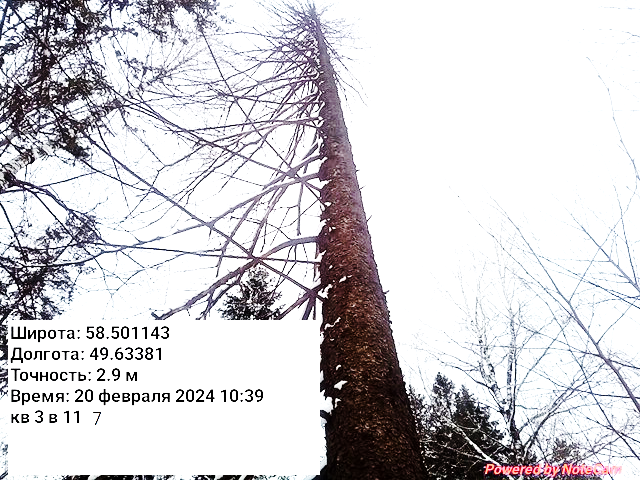 Широта: 58.501143
Долгота: 49.63381
Точность: 2.9 м
Время: 20 февраля 2024 10:39
кв 3 в 11 7
Powered by NoteCam